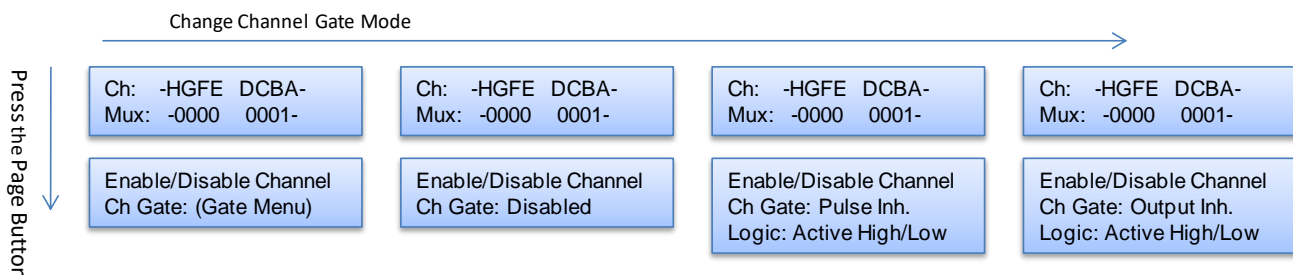 Change Channel Gate Mode
Press the Page Button
Ch: -HGFE DCBA-
Mux: -0000 0001-
Ch: -HGFE DCBA-
Mux: -0000 0001-
Ch: -HGFE DCBA-
Mux: -0000 0001-
Ch: -HGFE DCBA-
Mux: -0000 0001-
Enable/Disable Channel
Ch Gate: (Gate Menu)
Enable/Disable Channel
Ch Gate: Disabled
Enable/Disable Channel
Ch Gate: Pulse Inh.
Logic: Active High/Low
Enable/Disable Channel
Ch Gate: Output Inh.
Logic: Active High/Low